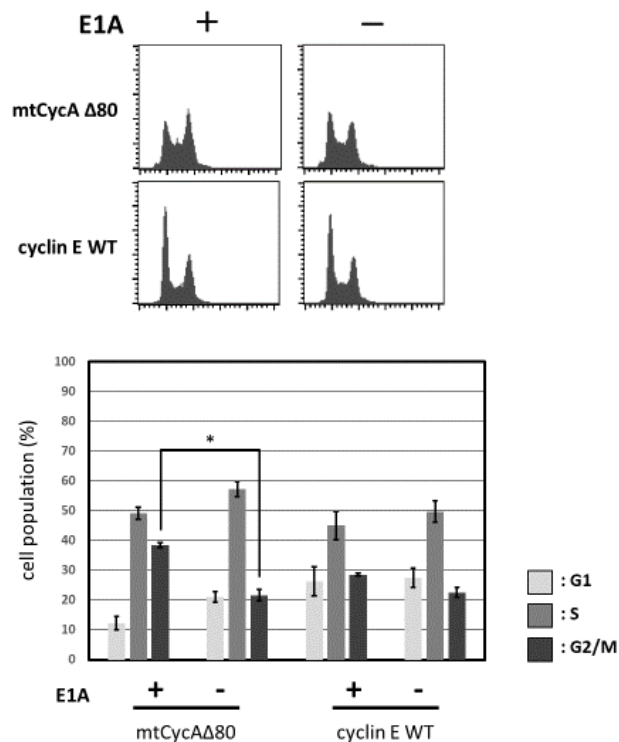 E1A + −
mtCycA Δ80
cyclin E WT
cell population (%)
100
90
80
70
60
50
40
30
20
10
0
*
: G1
: S
: G2/M
E1A + - + -
mtCycAΔ80 cyclin E WT